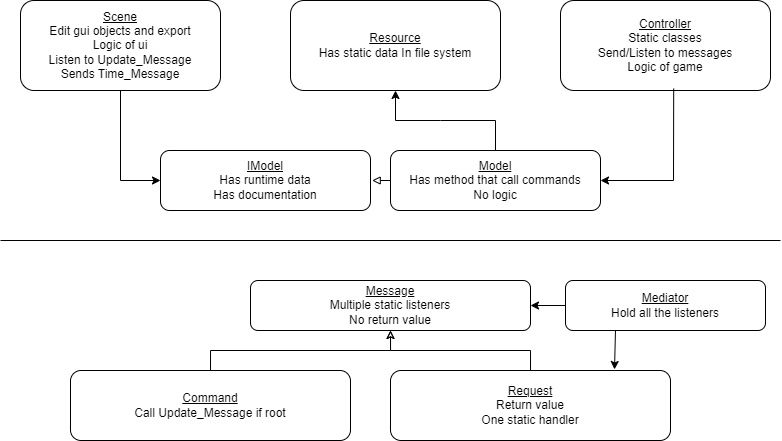 Scene
Edit gui objects and export
Logic of ui
Listen to Update_Message
Sends Time_Message
Resource
Has static data In file system
Controller
Static classes
Send/Listen to messages
Logic of game
IModel
Has runtime data
Has documentation
Model
Has method that call commands
No logic
Message
Multiple static listeners
No return value
Mediator
Hold all the listeners
Command
Call Update_Message if root
Request
Return value
One static handler